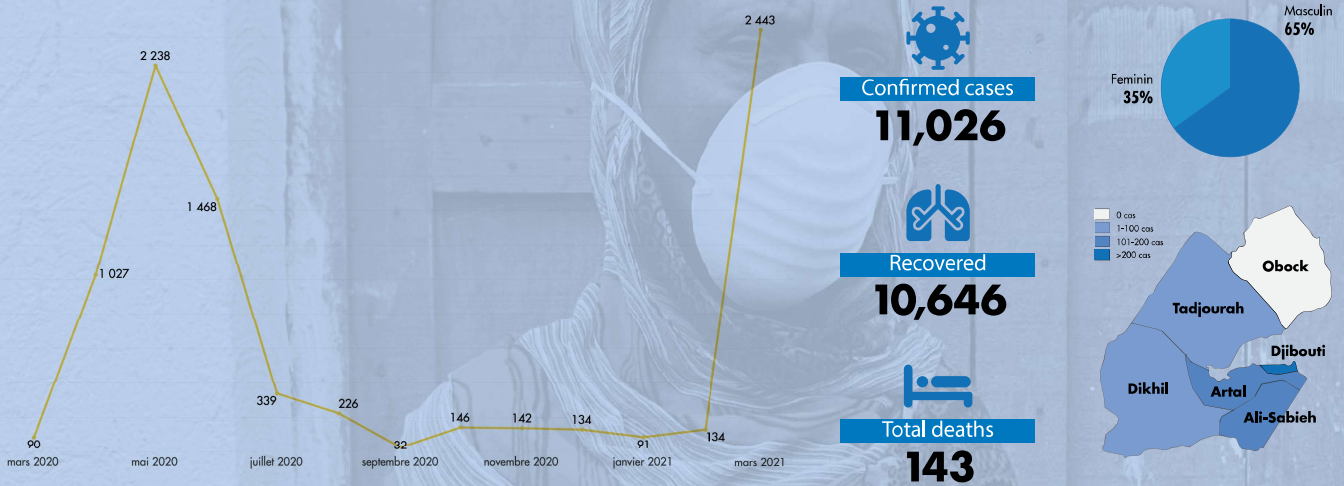 2 238
1 027
1 468
90
339
226
32
146
142
134
91
134
2 443
mars 2020
mai 2020
juillet 2020
septembre 2020
novembre 2020
janvier 2021
mars 2021
Confirmed cases
11,026
Recovered
10,646
Total deaths
143
Masculin
65%
Feminin
35%
0 cas
1-100 cas
101-200 cas
>200 cas
Obock
Tadjourah
Djibouti
Dikhil
Artal
Ali-Sabieh